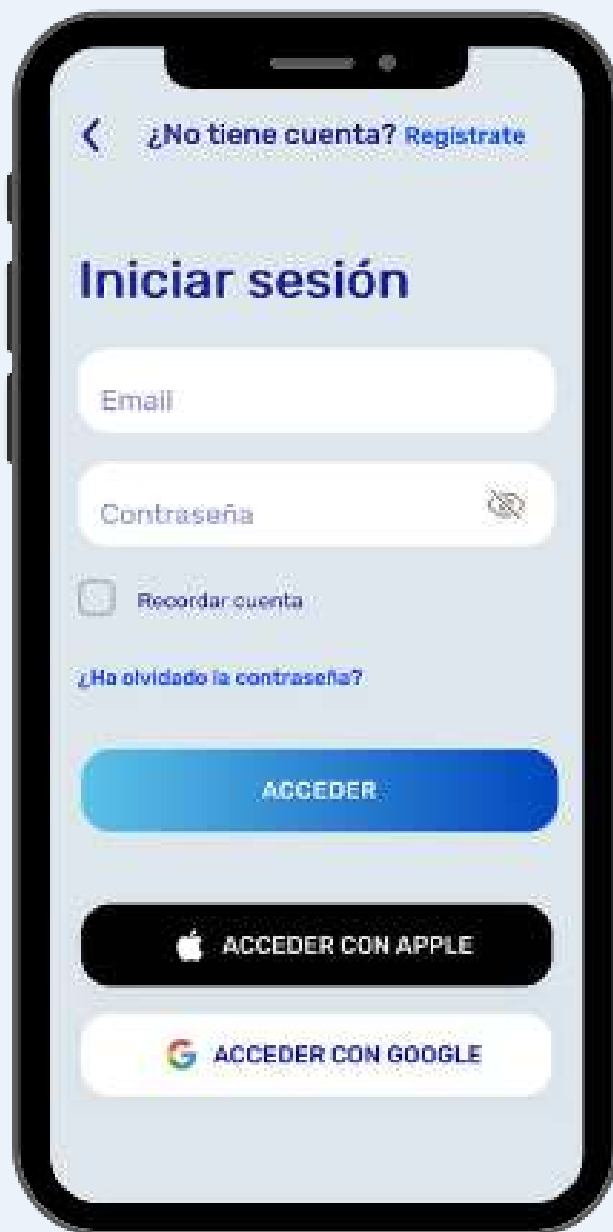 ¿No tiene cuenta? Registrate
Iniciar sesión
Email
Contraseña
Recordar cuenta
¿Ha olvidado la contraseña?
ACCEDER
ACCEDER CON APPLE
ACCEDER CON GOOGLE